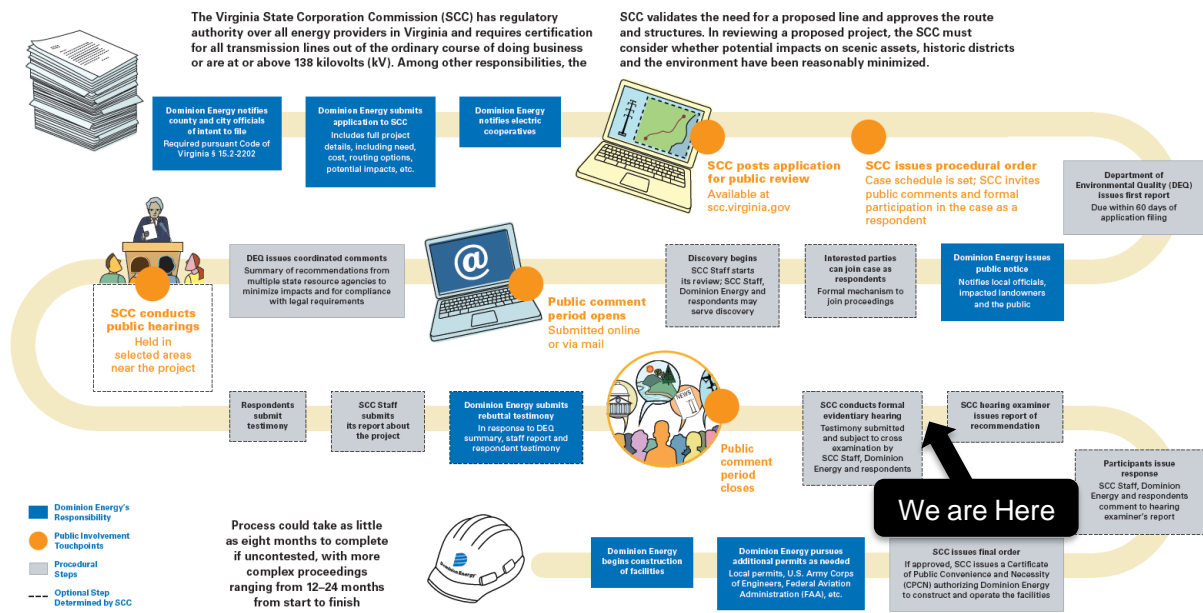 The Virginia State Corporation Commission (SCC) has regulatory
authority over all energy providers in Virginia and requires certification
for all transmission lines out of the ordinary course of doing business
or are at or above 138 kilovolts (kV). Among other responsibilities, the
SCC validates the need for a proposed line and approves the route
and structures. In reviewing a proposed project, the SCC must
consider whether potential impacts on scenic assets, historic districts
and the environment have been reasonably minimized.
Dominion Energy notifies
county and city officials
of intent to file
Required pursuant Code of
Virginia § 15.2-2202
Dominion Energy submits
application to SCC
Includes full project
details, including need,
cost, routing options,
potential impacts, etc.
Dominion Energy
notifies electric
cooperatives
SCC posts application
for public review
Available at
scc.virginia.gov
SCC issues procedural order
Case schedule is set; SCC invites
public comments and formal
participation in the case as a
respondent
Department of
Environmental Quality (DEQ)
issues first report
Due within 60 days of
application filing
Dominion Energy issues
public notice
Notifies local officials,
impacted landowners
and the public
Interested parties
can join case as
respondents
Formal mechanism to
join proceedings
Discovery begins
SCC Staff starts
its review; SCC Staff,
Dominion Energy and
respondents may
serve discovery
@
Public comment
period opens
Submitted online
or via mail
DEQ issues coordinated comments
Summary of recommendations from
multiple state resource agencies to
minimize impacts and for compliance
with legal requirements
SCC conducts
public hearings
Held in
selected areas
near the project
Respondents
submit
testimony
SCC Staff
submits
its report about
the project
Dominion Energy submits
rebuttal testimony
In response to DEQ
summary, staff report and
respondent testimony
NEWS
Public
comment
period
closes
SCC conducts formal
evidentiary hearing
Testimony submitted
and subject to cross
examination by
SCC Staff, Dominion
Energy and respondents
SCC hearing examiner
issues report of
recommendation
We are Here
Participants issue
response
SCC Staff, Dominion
Energy and respondents
comment to hearing
examiner's report
SCC issues final order
If approved, SCC issues a Certificate
of Public Convenience and Necessity
(CPCN) authorizing Dominion Energy
to construct and operate the facilities
Dominion Energy pursues
additional permits as needed
Local permits, U.S. Army Corps
of Engineers, Federal Aviation
Administration (FAA), etc.
Dominion Energy
begins construction
of facilities
Dominion Energy
Process could take as little
as eight months to complete
if uncontested, with more
complex proceedings
ranging from 12–24 months
from start to finish
Dominion Energy's
Responsibility
Public Involvement
Touchpoints
Procedural
Steps
Optional Step
Determined by SCC